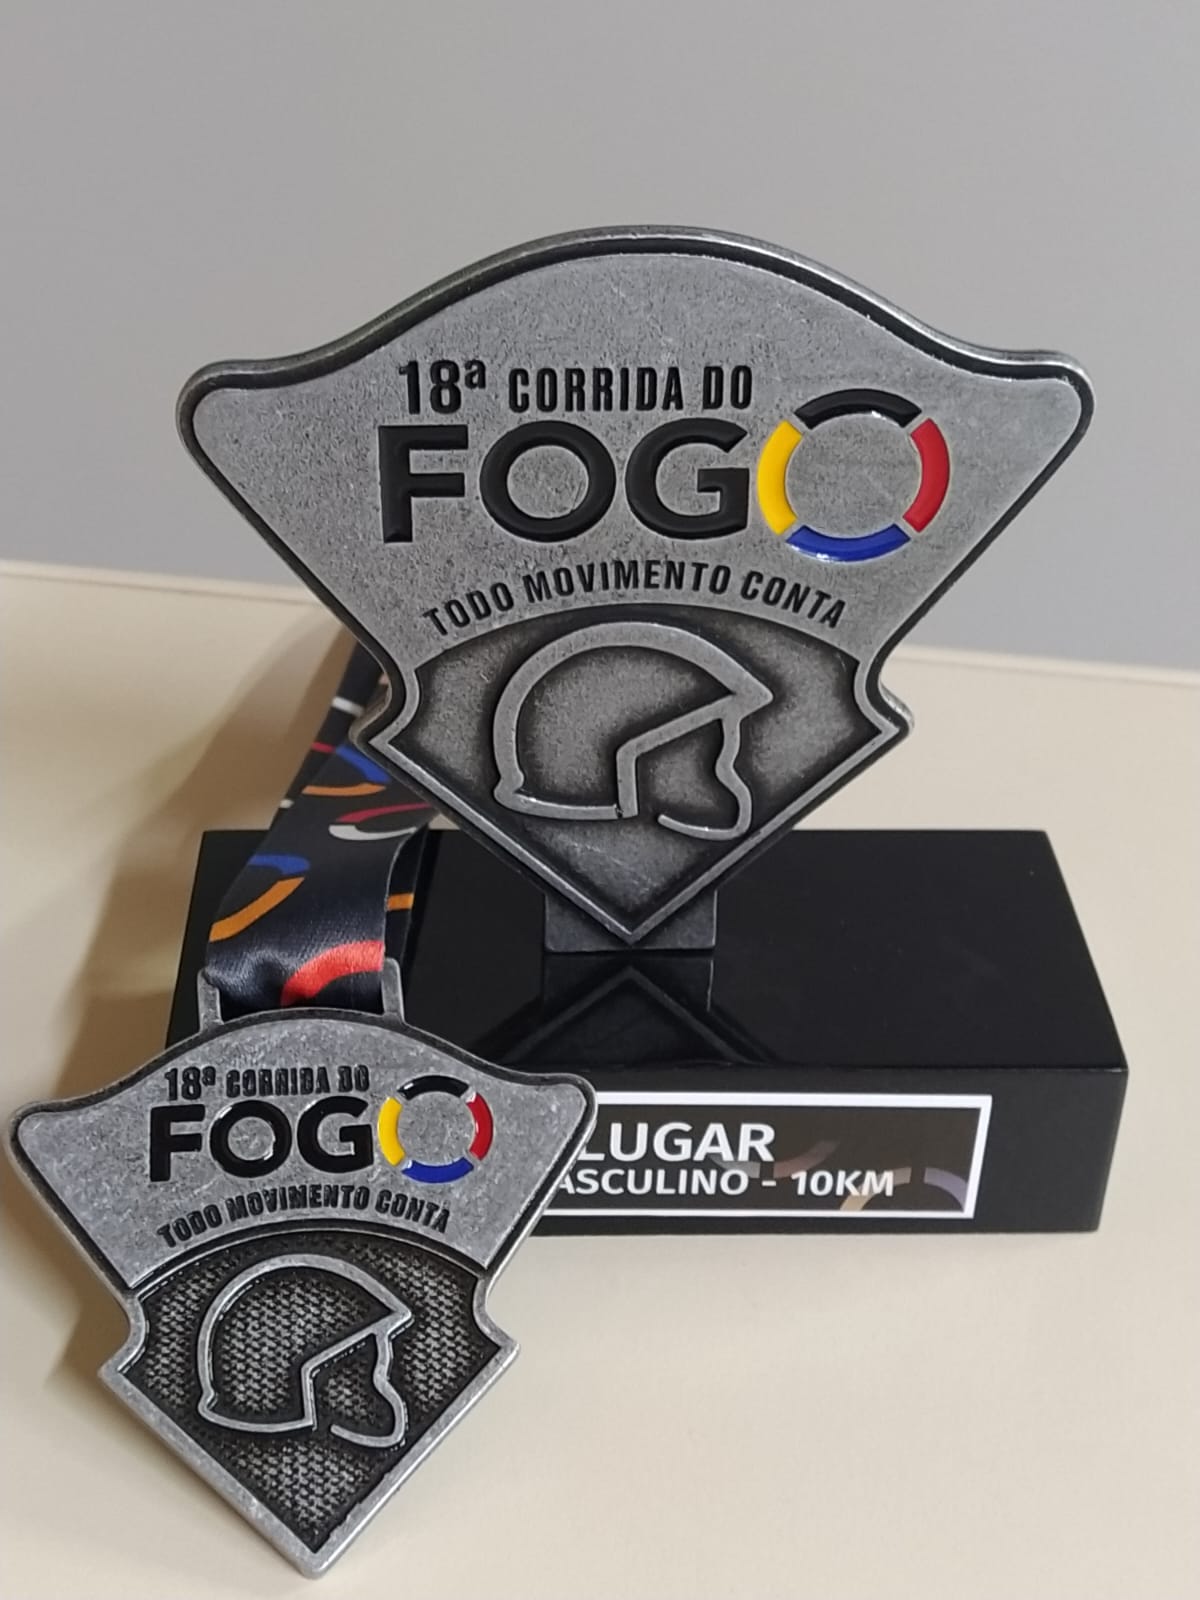 18ª CORRIDA DO
FOGO
TODO MOVIMENTO CONTA
18ª CORRIDA DO
FOGO
TODO MOVIMENTO CONTA
LUGAR
ASCULINO - 10KM